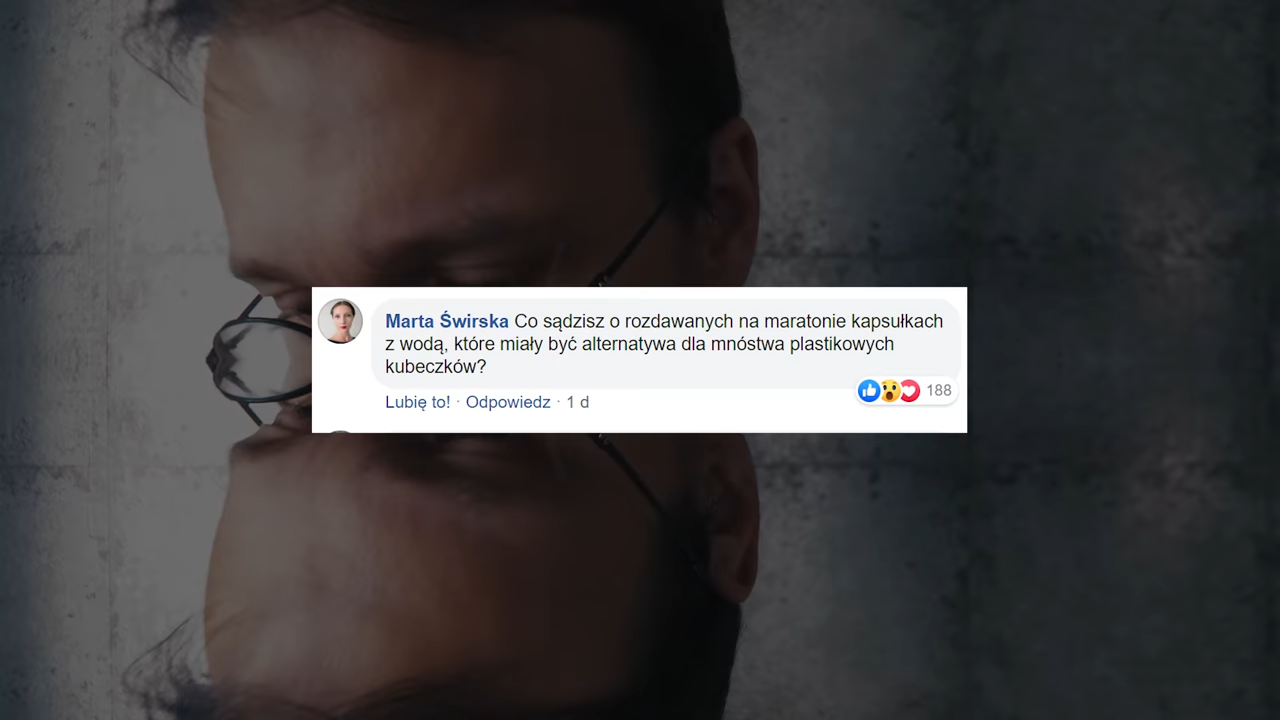 Marta Świrska Co sądzisz o rozdawanych na maratonie kapsułkach
z wodą, które miały być alternatywa dla mnóstwa plastikowych
kubeczków?
188
Lubię to! · Odpowiedz · 1 d